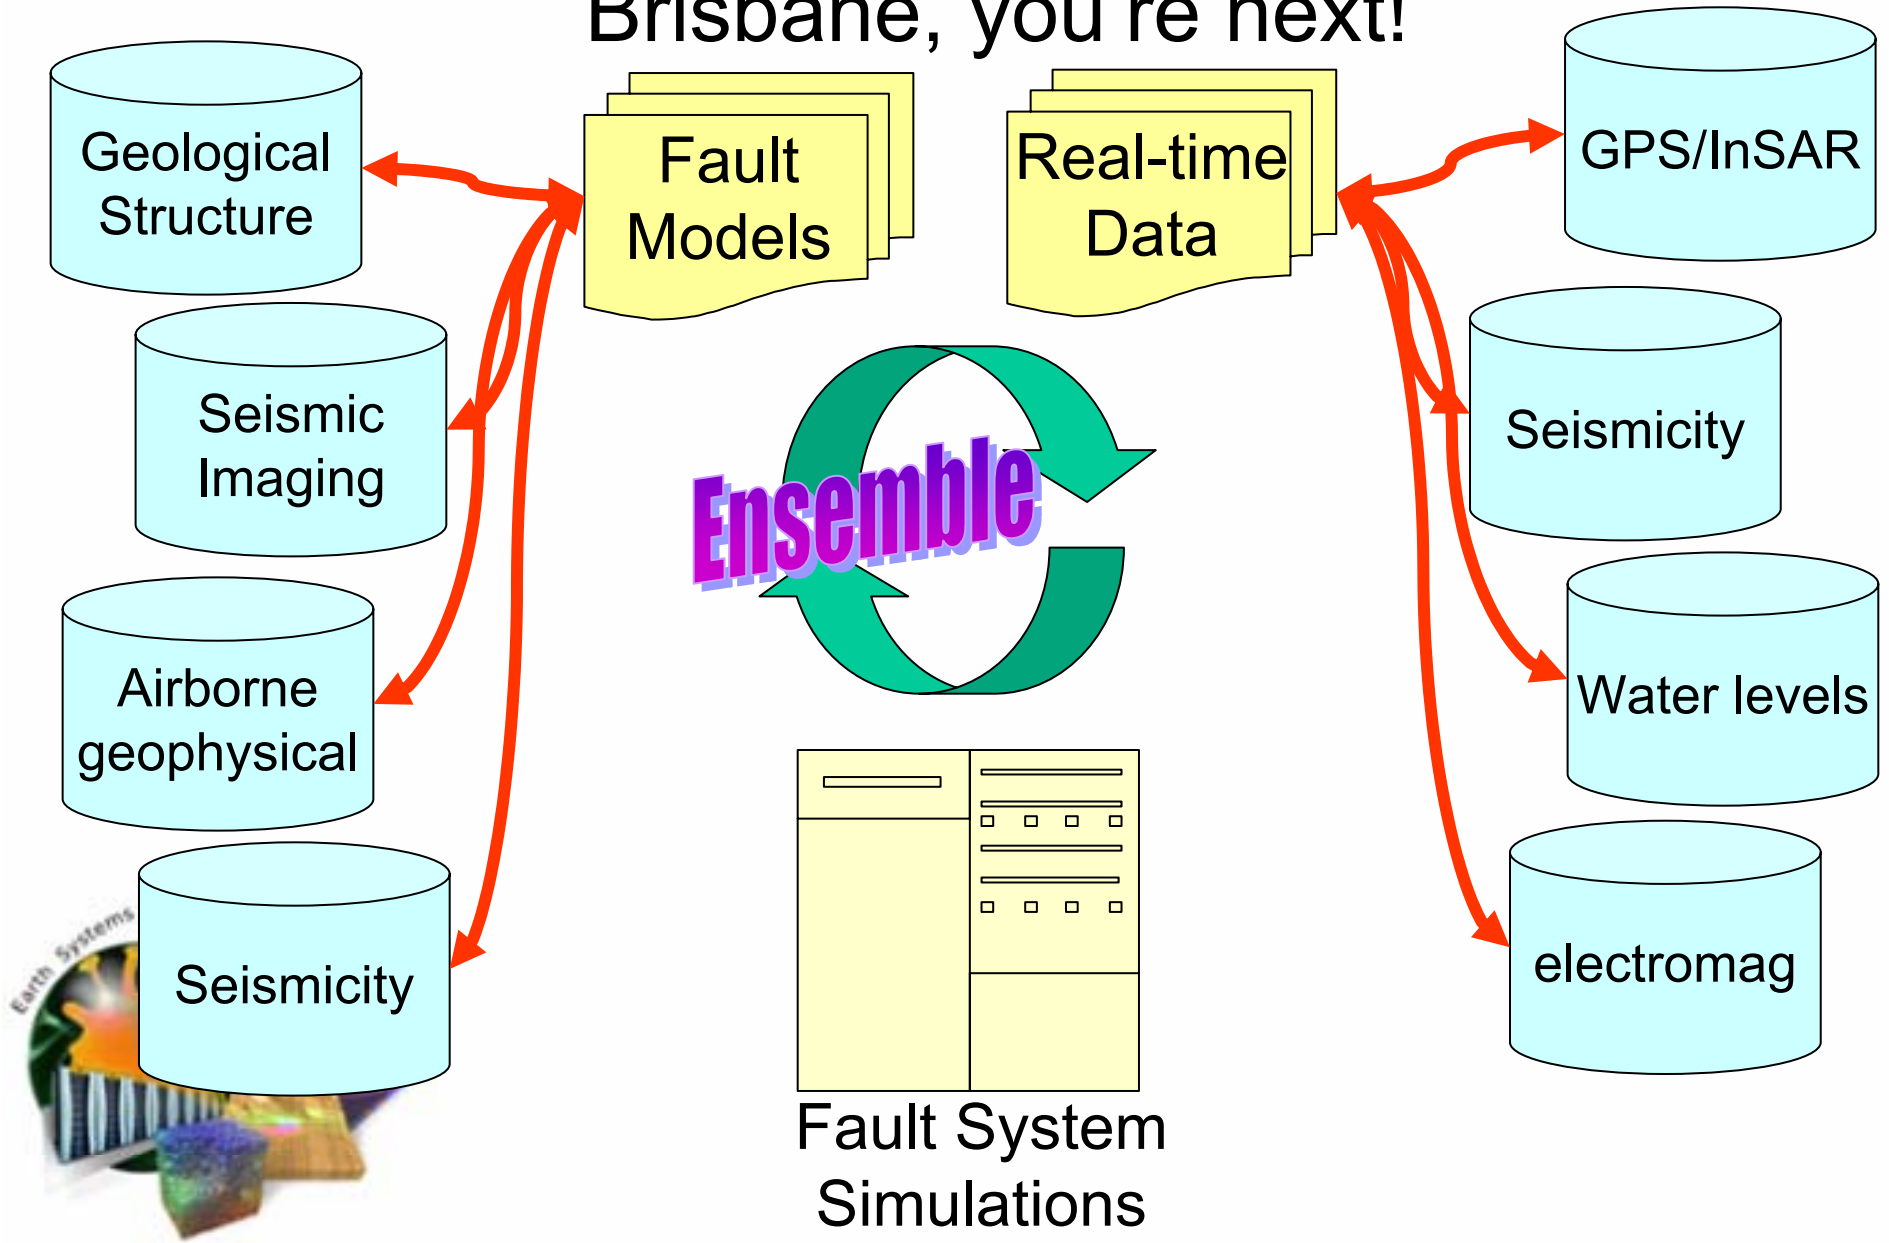 Brisbane, you're next!
Geological
Structure
Fault
Models
Real-time
Data
GPS/InSAR
Seismic
Imaging
Seismicity
Ensemble
Airborne
geophysical
Water levels
Earth Systems
Seismicity
electromag
Fault System
Simulations